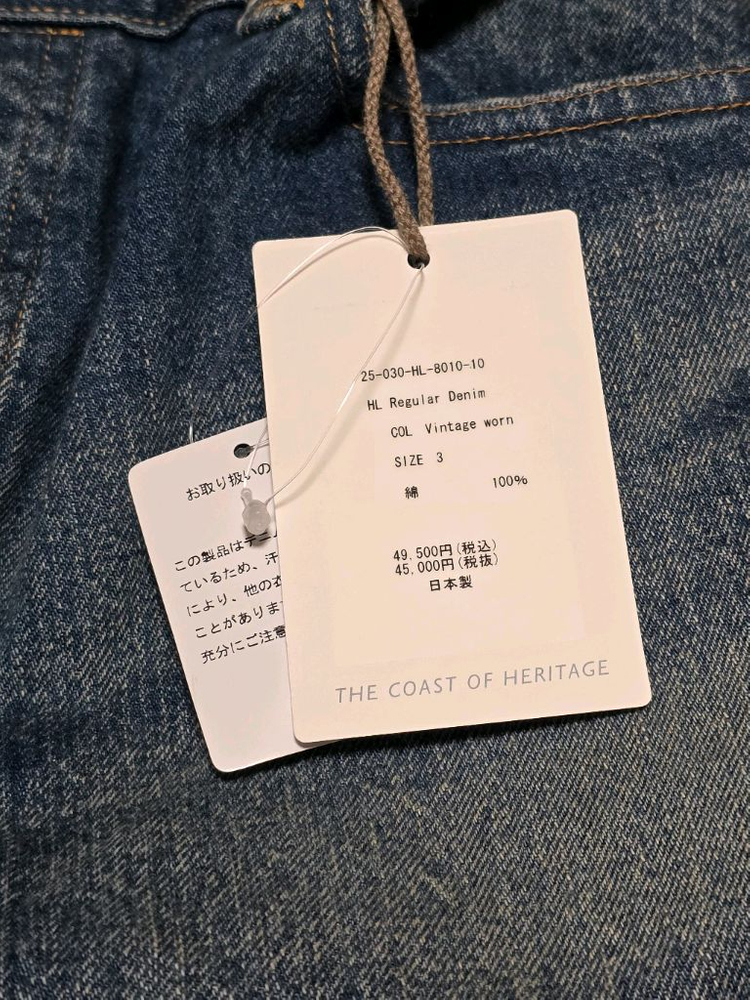 25-030-HL-8010-10
HL Regular Denim
COL Vintage worn
SIZE 3
綿 100%
49,500円(税込)
45,000円(税抜)
日本製
THE COAST OF HERITAGE
お取り扱いの
この製品はデニ
ているため、汗
により、他の衣
ことがありま
充分にご注意